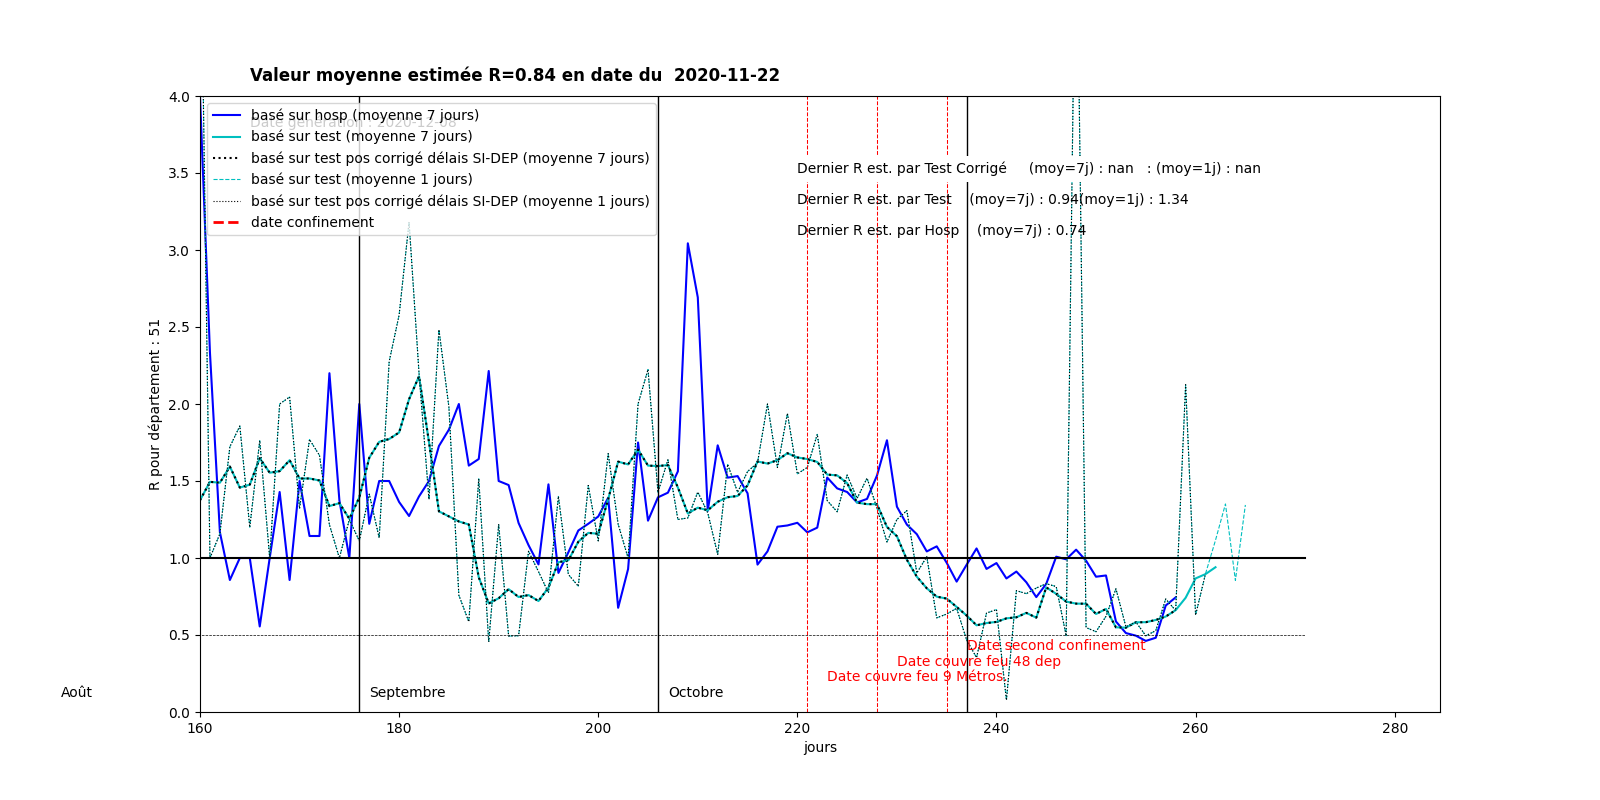 Valeur moyenne estimée R=0.84 en date du  2020-11-22
Date génération : 2020-12-08
basé sur hosp (moyenne 7 jours)
basé sur test (moyenne 7 jours)
basé sur test pos corrigé délais SI-DEP (moyenne 7 jours)
basé sur test (moyenne 1 jours)
basé sur test pos corrigé délais SI-DEP (moyenne 1 jours)
date confinement
Dernier R est. par Test Corrigé (moy=7j) : nan : (moy=1j) : nan
Dernier R est. par Test (moy=7j) : 0.94(moy=1j) : 1.34
Dernier R est. par Hosp (moy=7j) : 0.74
4.0
3.5
3.0
2.5
2.0
1.5
1.0
0.5
0.0
R pour département : 51
Date second confinement
Date couvre feu 48 dep
Date couvre feu 9 Métros
Août
Septembre
Octobre
160 180 200 220 240 260 280
jours